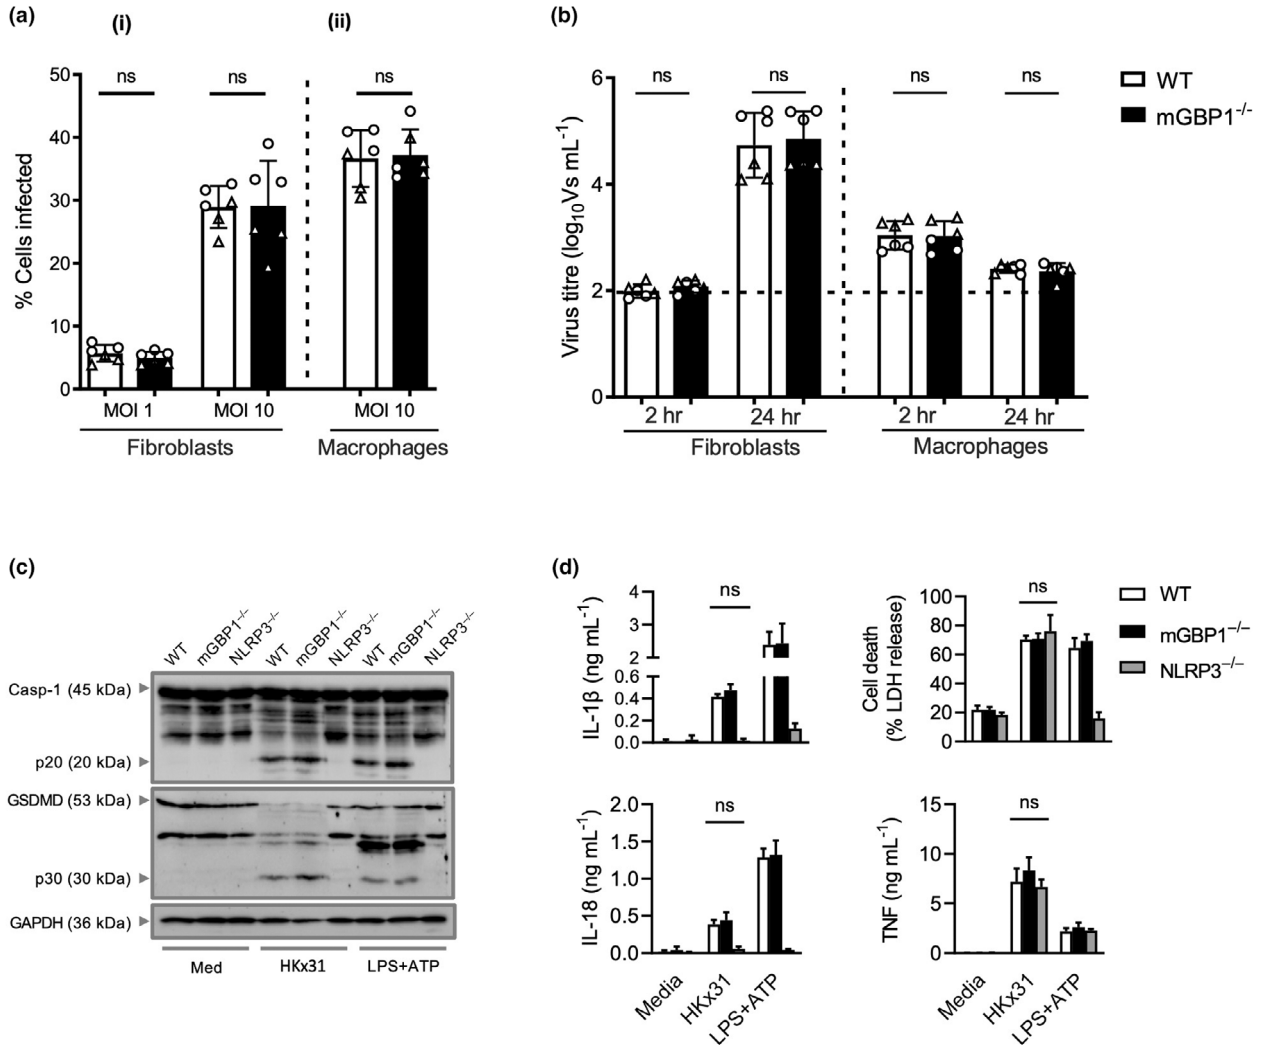 (a)
(i)
(ii)
ns
ns
ns
50
40
30
20
10
0
% Cells infected
MOI 1
MOI 10
MOI 10
Fibroblasts
Macrophages
(b)
ns
ns
ns
ns
6
4
2
0
Virus titre (log10Vs mL-1)
2 hr
24 hr
2 hr
24 hr
Fibroblasts
Macrophages
WT
mGBP1-/-
(c)
WT
mGBP1-/-
NLRP3-/-
WT
mGBP1-/-
NLRP3-/-
WT
mGBP1-/-
NLRP3-/-
Casp-1 (45 kDa)
p20 (20 kDa)
GSDMD (53 kDa)
p30 (30 kDa)
GAPDH (36 kDa)
Med
HKx31
LPS+ATP
(d)
ns
4
3
2
0.6
0.4
0.2
0.0
IL-1β (ng mL-1)
ns
100
80
60
40
20
0
Cell death
(% LDH release)
WT
mGBP1-/-
NLRP3-/-
ns
2.0
1.5
1.0
0.5
0.0
IL-18 (ng mL-1)
Media
HKx31
LPS+ATP
ns
15
10
5
0
TNF (ng mL-1)
Media
HKx31
LPS+ATP